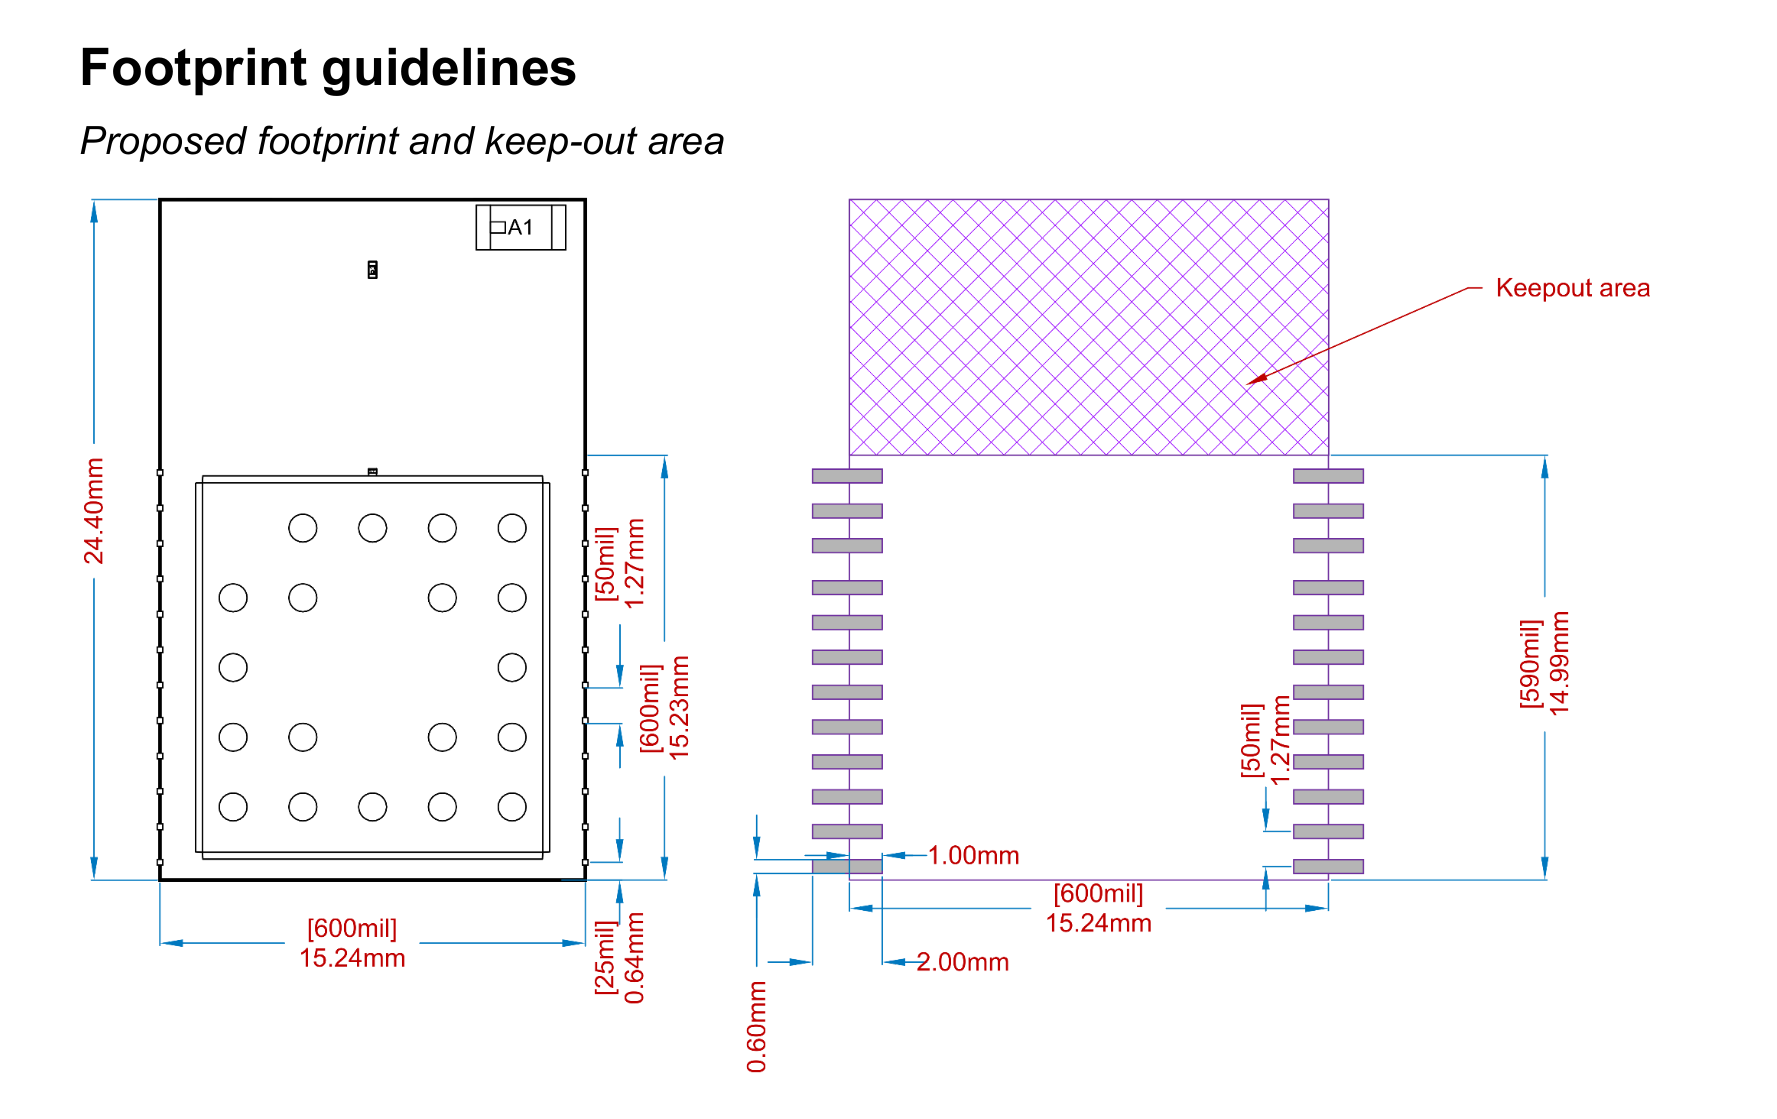 Footprint guidelines
Proposed footprint and keep-out area
A1
Keepout area
24.40mm
[50mil]
1.27mm
[600mil]
15.23mm
[590mil]
14.99mm
[50mil]
1.27mm
1.00mm
[600mil]
15.24mm
[600mil]
15.24mm
[25mil]
0.64mm
2.00mm
0.60mm